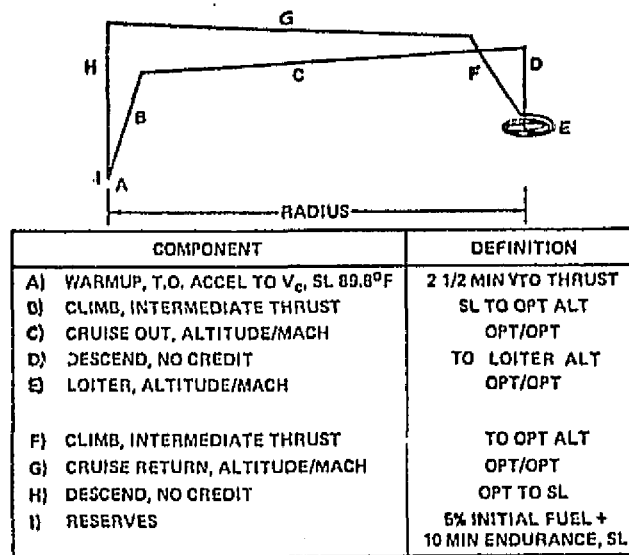 G
H
C
D
F
B
E
I A
RADIUS
COMPONENT DEFINITION
A) WARMUP, T.O. ACCEL TO Vc, SL 89.8°F 2 1/2 MIN VTO THRUST
B) CLIMB, INTERMEDIATE THRUST SL TO OPT ALT
C) CRUISE OUT, ALTITUDE/MACH OPT/OPT
D) DESCEND, NO CREDIT TO LOITER ALT
E) LOITER, ALTITUDE/MACH OPT/OPT
F) CLIMB, INTERMEDIATE THRUST TO OPT ALT
G) CRUISE RETURN, ALTITUDE/MACH OPT/OPT
H) DESCEND, NO CREDIT OPT TO SL
I) RESERVES 5% INITIAL FUEL +
10 MIN ENDURANCE, SL